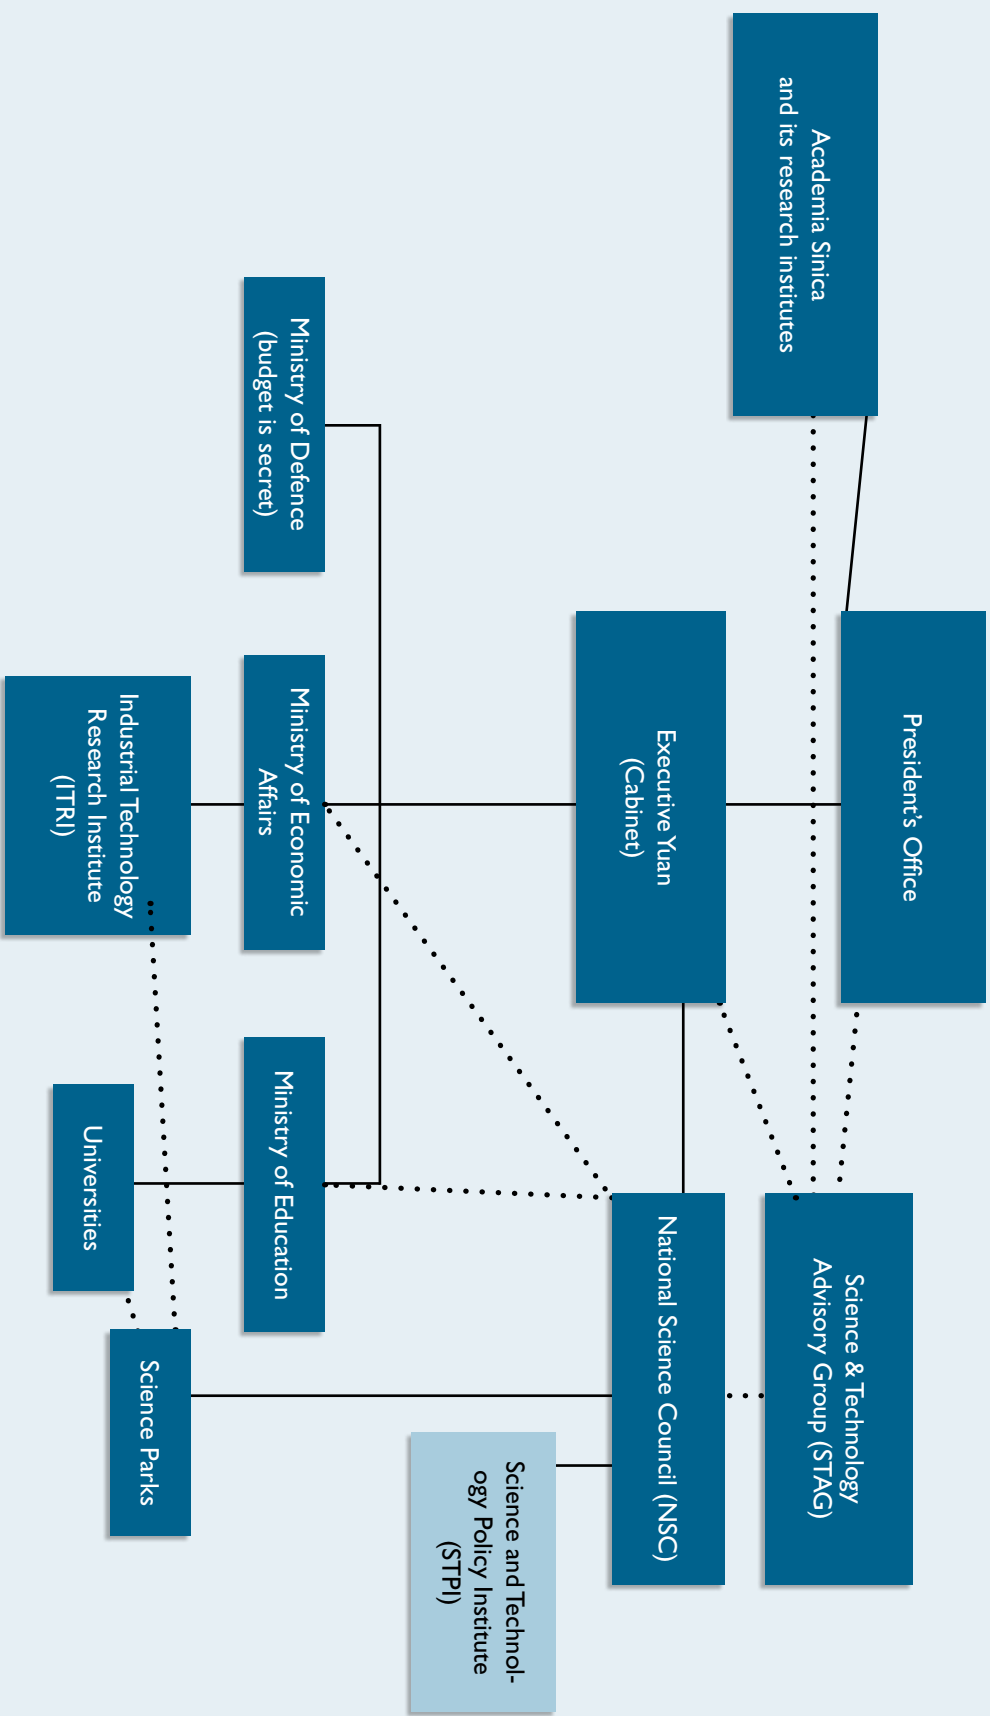 Academia Sinica
and its research institutes
President's Office
Science & Technology
Advisory Group (STAG)
Executive Yuan
(Cabinet)
National Science Council (NSC)
Science and Technol-
ogy Policy Institute
(STPI)
Ministry of Defence
(budget is secret)
Ministry of Economic
Affairs
Ministry of Education
Industrial Technology
Research Institute
(ITRI)
Universities
Science Parks